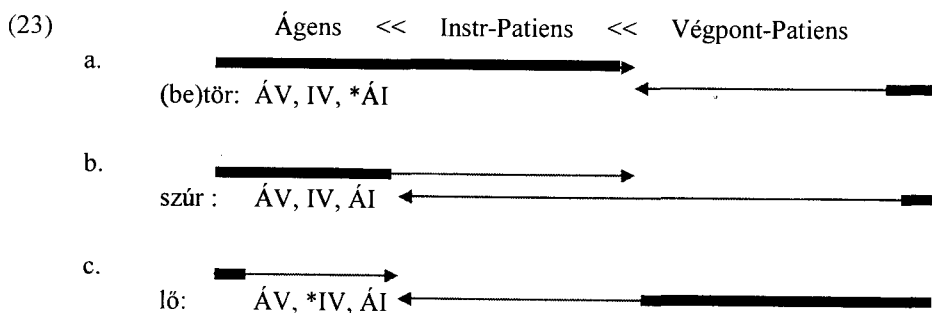 (23) Ágens << Instr-Patiens << Végpont-Patiens
a.
(be)tör: ÁV, IV, *ÁI
b.
szúr : ÁV, IV, ÁI
c.
lő: ÁV, *IV, ÁI